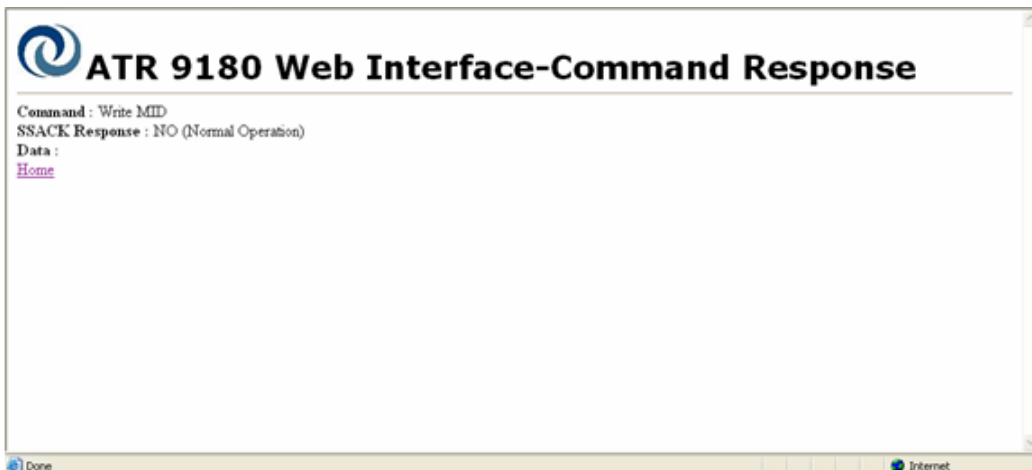 ATR 9180 Web Interface-Command Response
Command : Write MID
SSACK Response : NO (Normal Operation)
Data :
Home
Done
Internet